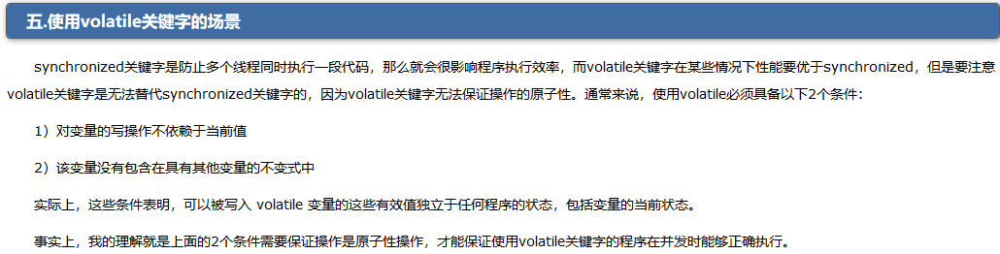 五.使用volatile关键字的场景
synchronized关键字是防止多个线程同时执行一段代码，那么就会很影响程序执行效率，而volatile关键字在某些情况下性能要优于synchronized，但是要注意
volatile关键字是无法替代synchronized关键字的，因为volatile关键字无法保证操作的原子性。通常来说，使用volatile必须具备以下2个条件：
1）对变量的写操作不依赖于当前值
2）该变量没有包含在具有其他变量的不变式中
实际上，这些条件表明，可以被写入 volatile 变量的这些有效值独立于任何程序的状态，包括变量的当前状态。
事实上，我的理解就是上面的2个条件需要保证操作是原子性操作，才能保证使用volatile关键字的程序在并发时能够正确执行。